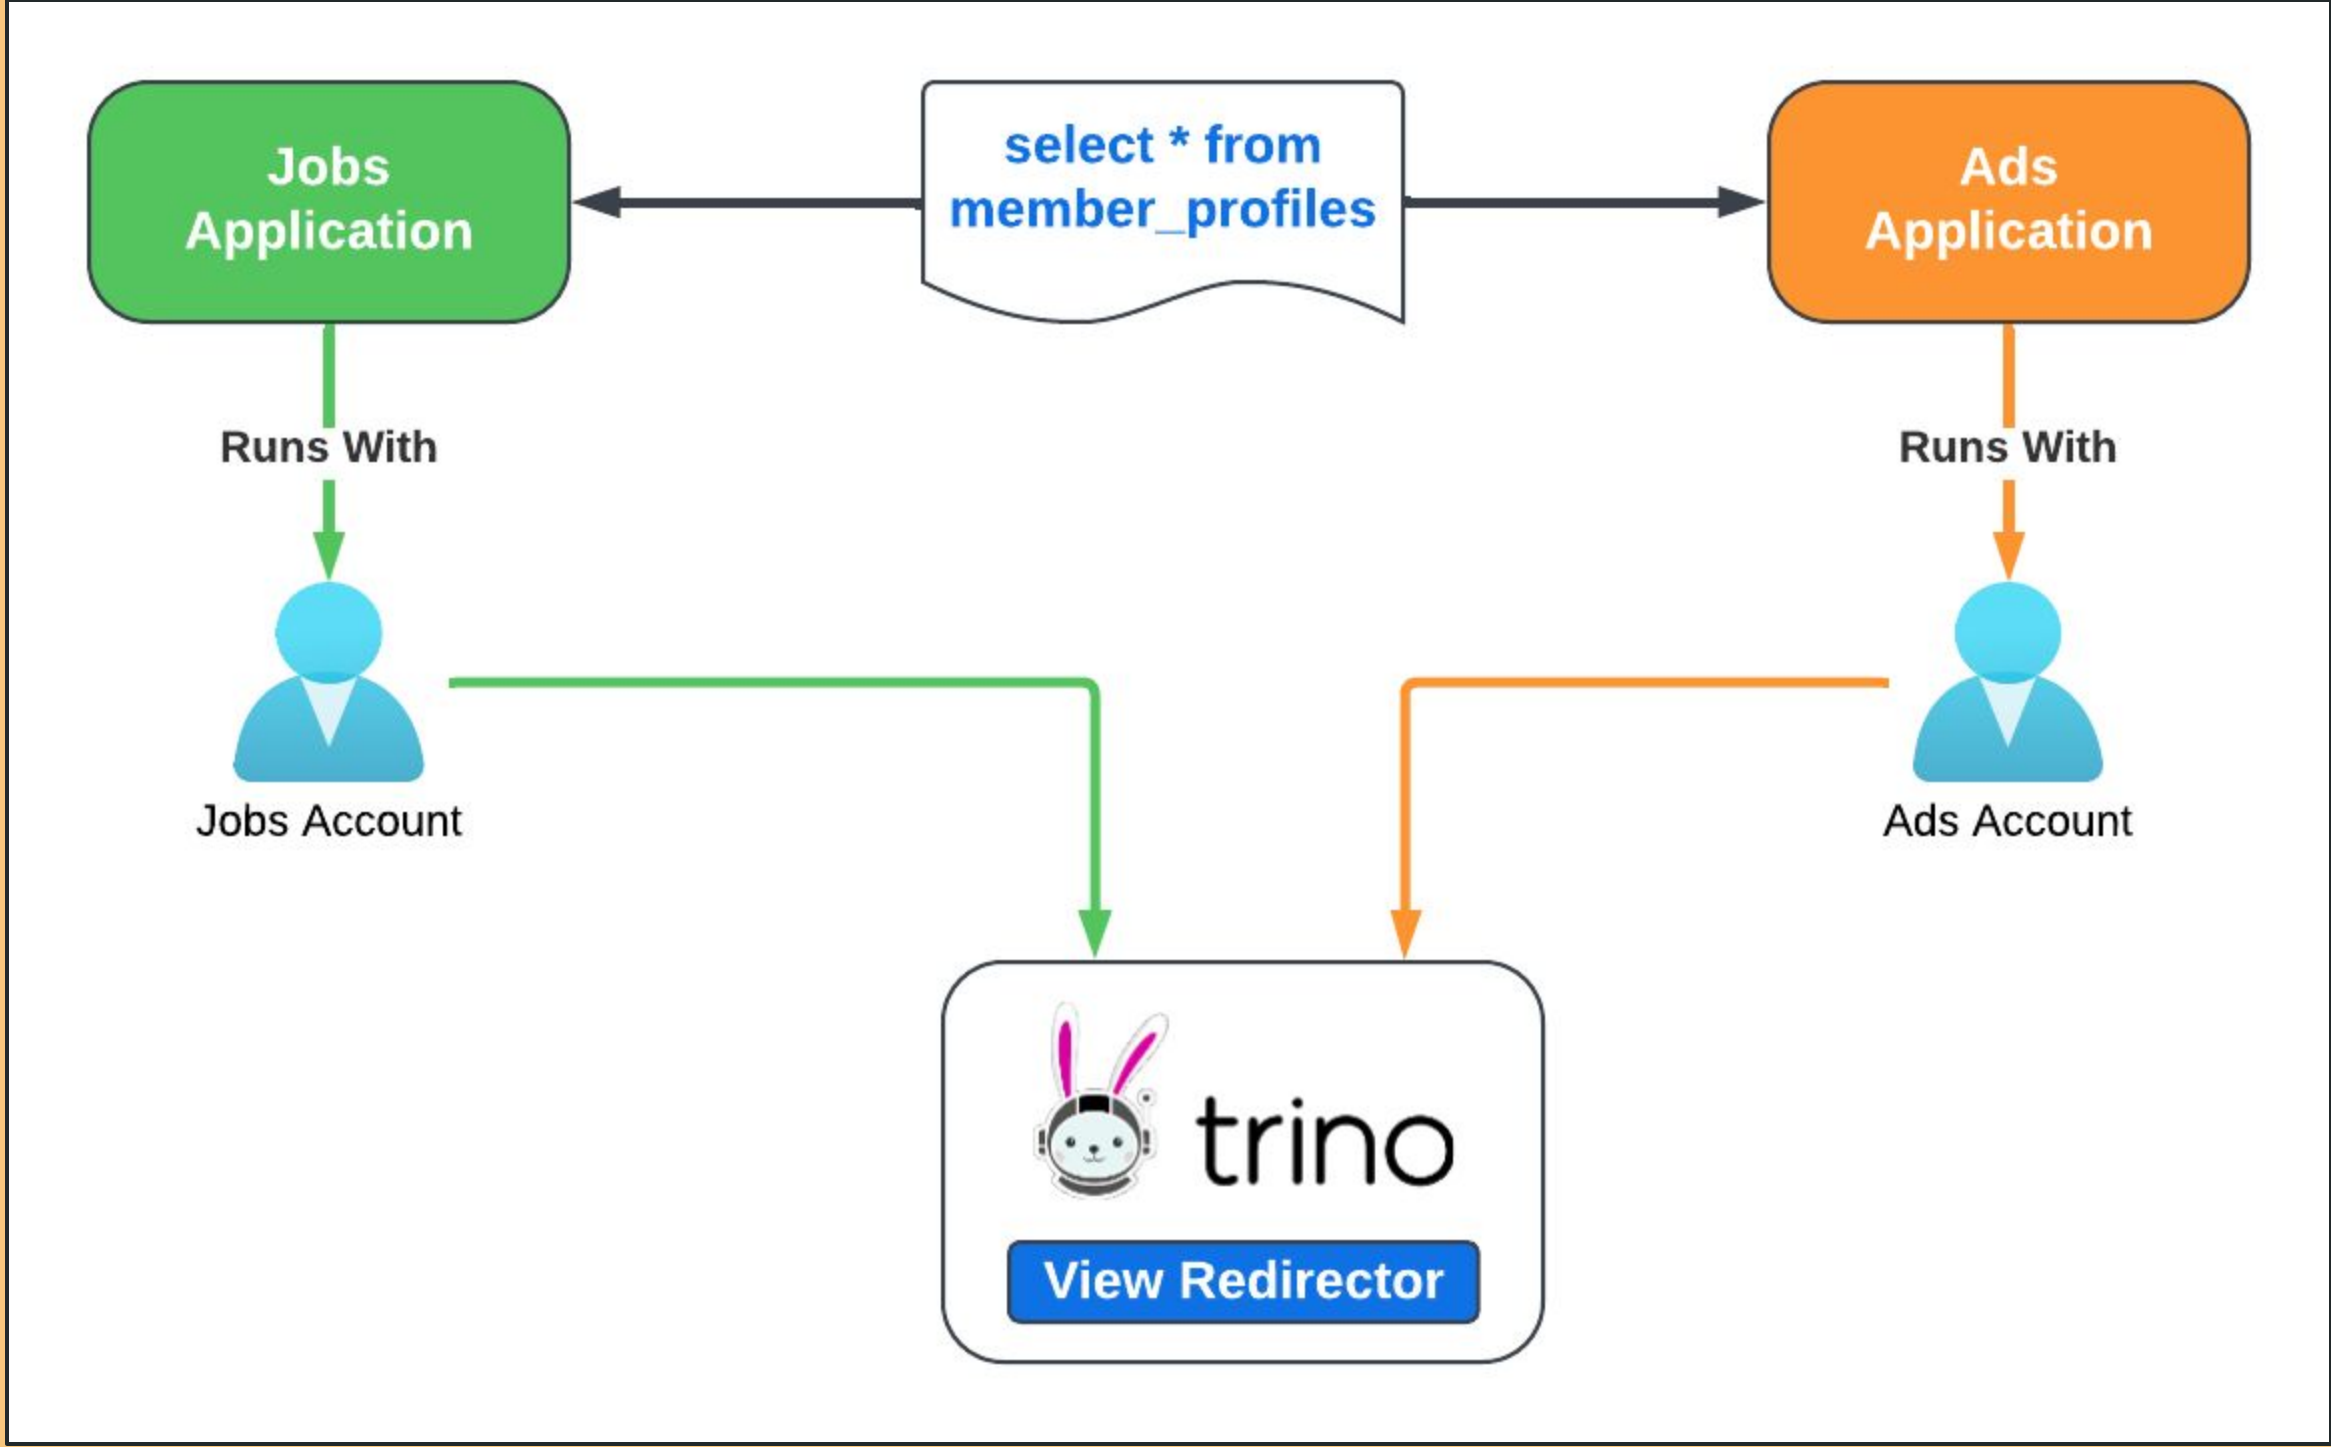 Jobs
Application
select * from
member_profiles
Ads
Application
Runs With
Runs With
Jobs Account
Ads Account
trino
View Redirector